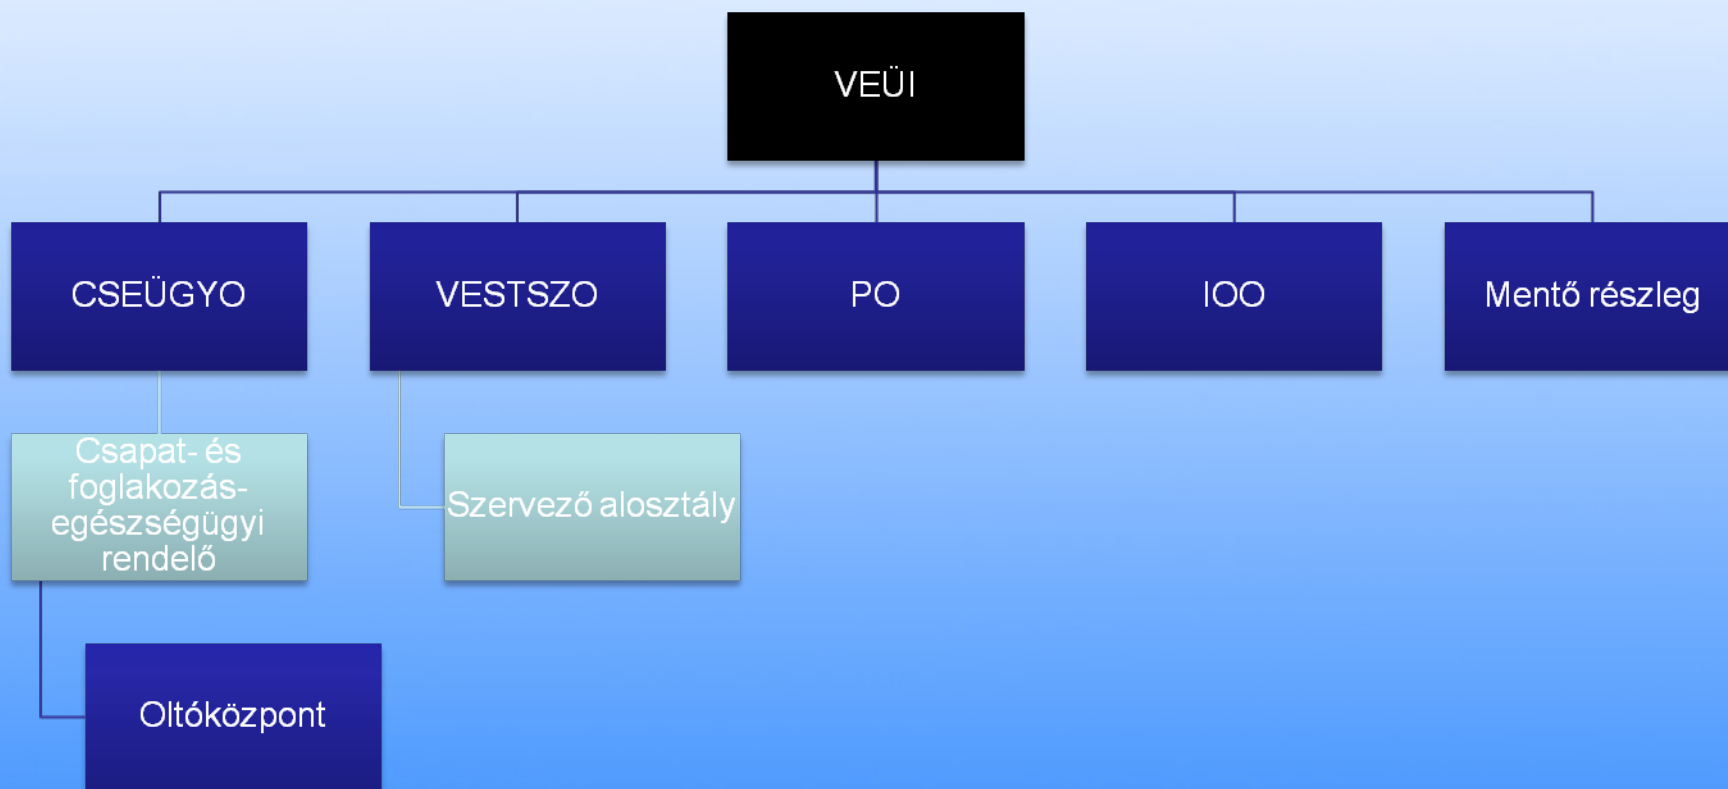 VEÜI
CSEÜGYO
VESTSZO
PO
IOO
Mentő részleg
Csapat- és
foglakozás-
egészségügyi
rendelő
Szervező alosztály
Oltóközpont